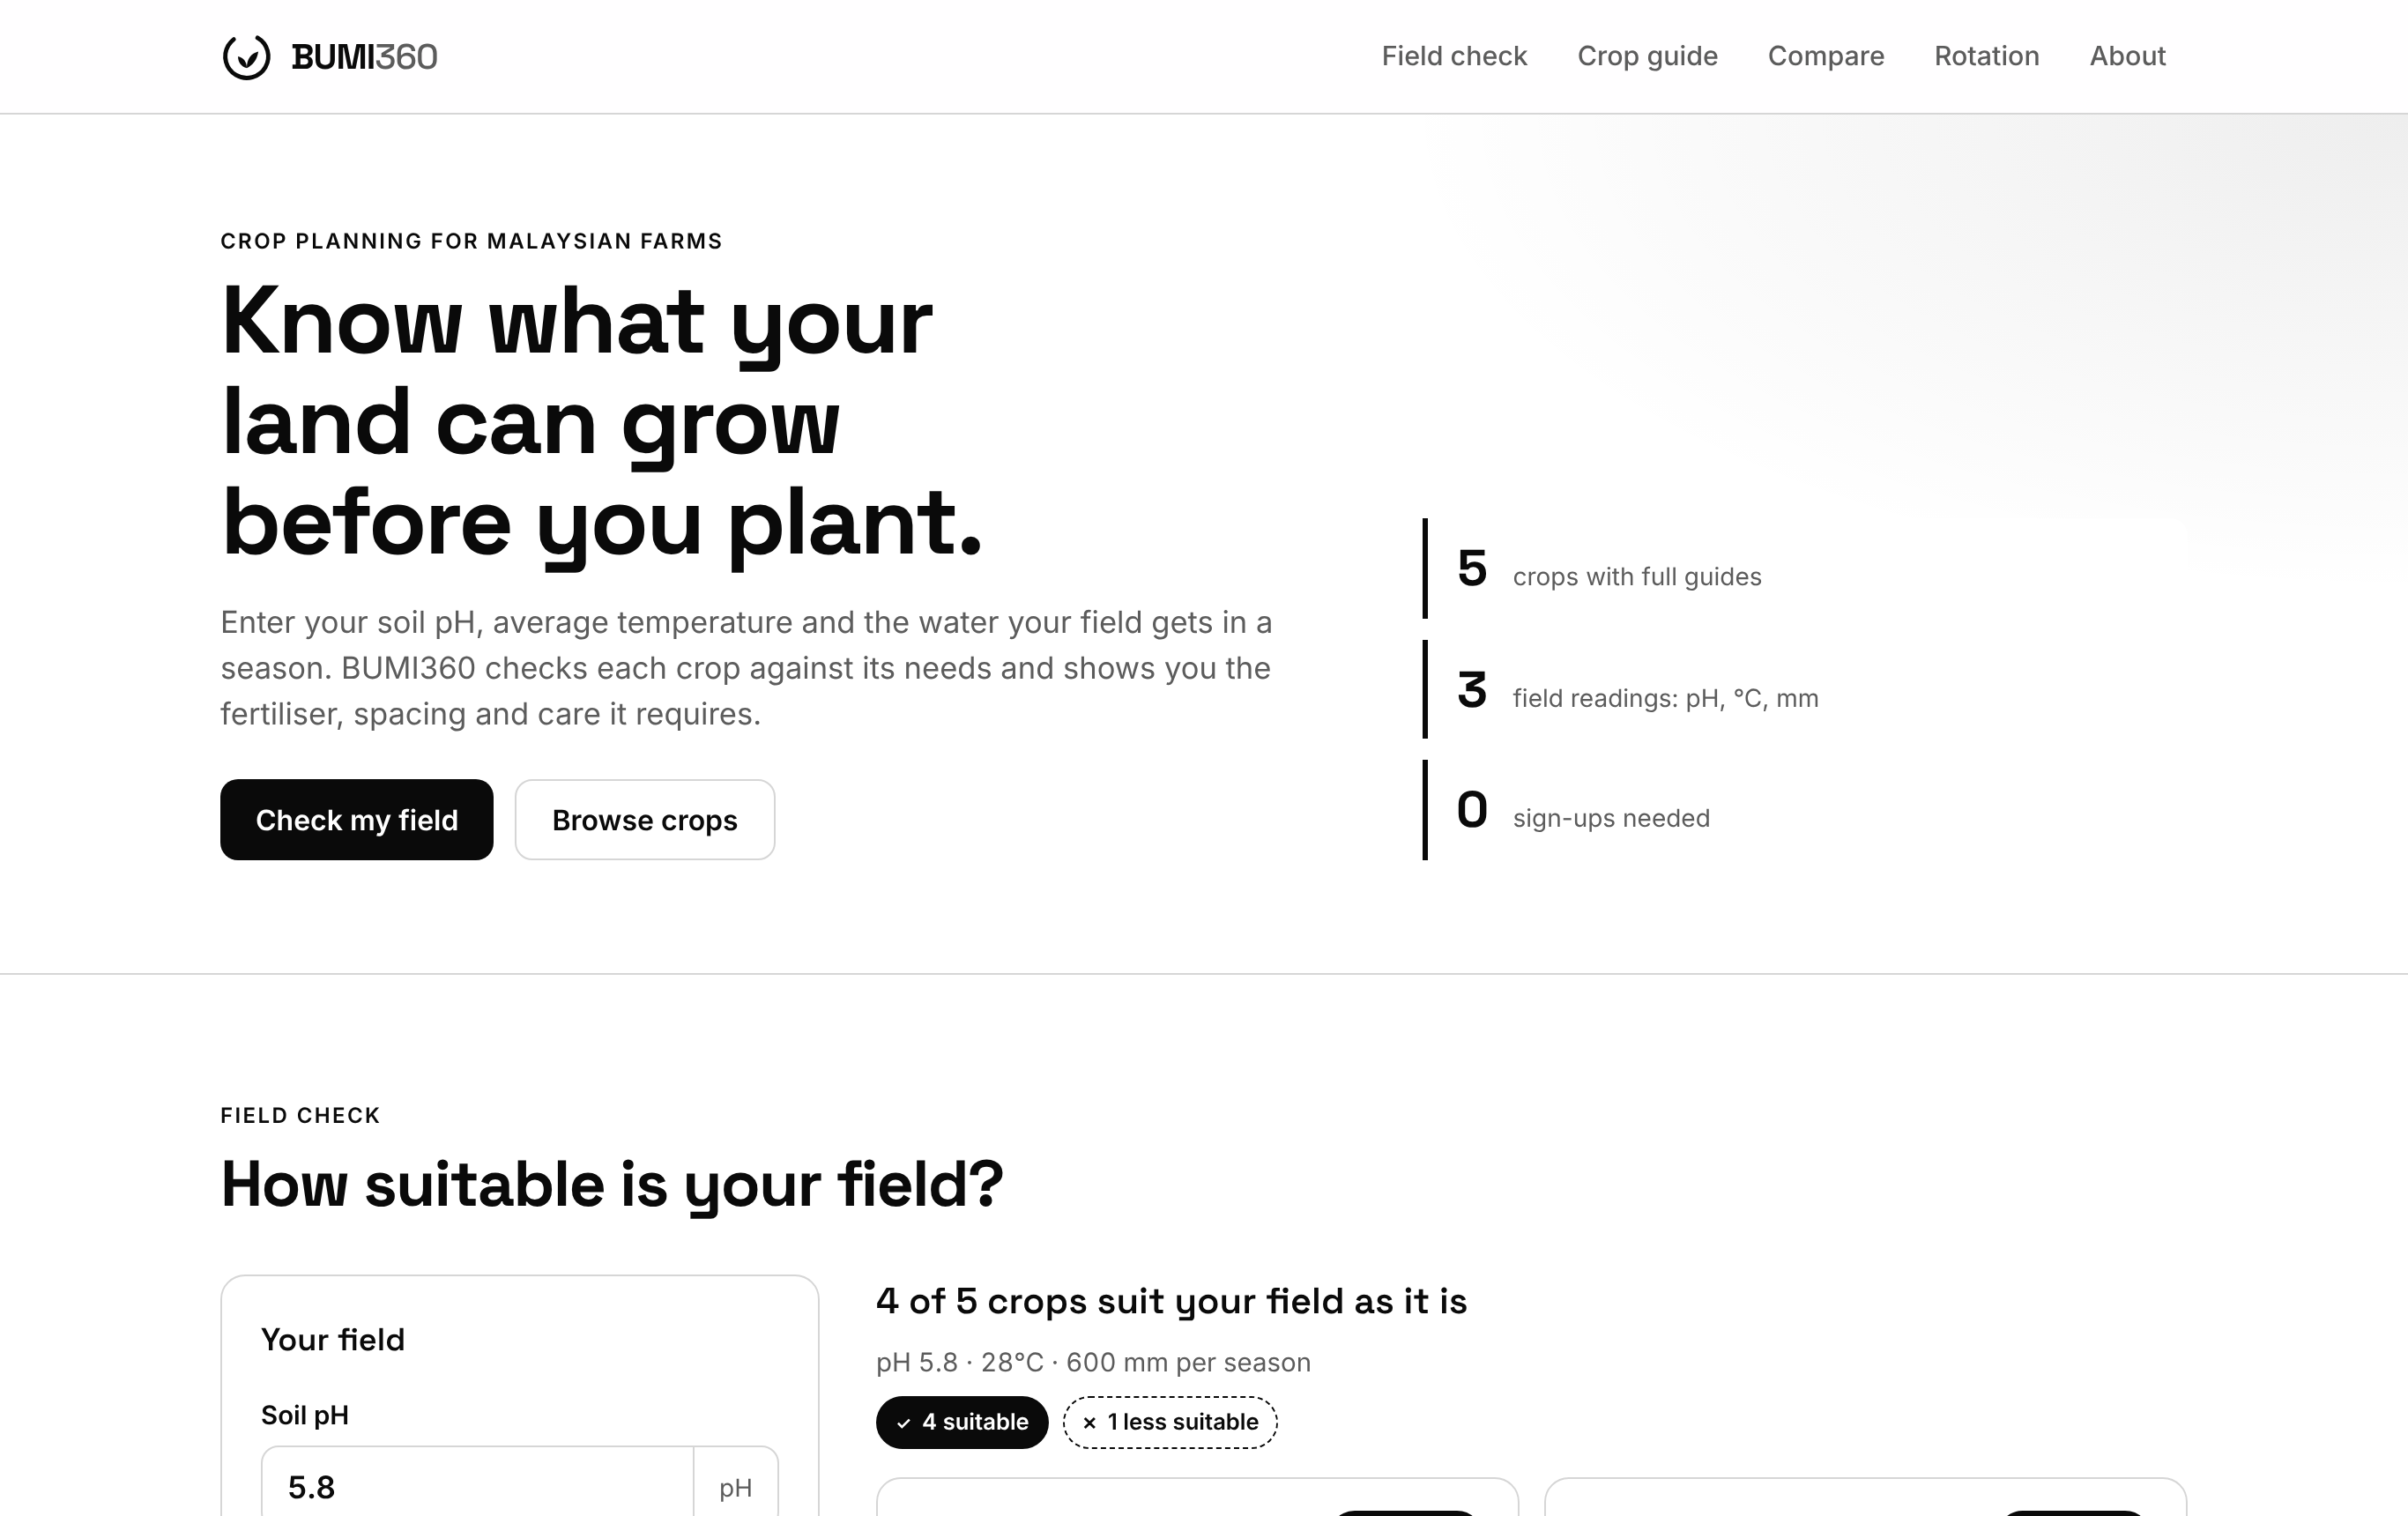 BUMI360
Field check
Crop guide
Compare
Rotation
About
CROP PLANNING FOR MALAYSIAN FARMS
Know what your
land can grow
before you plant.
Enter your soil pH, average temperature and the water your field gets in a
season. BUMI360 checks each crop against its needs and shows you the
fertiliser, spacing and care it requires.
Check my field
Browse crops
5 crops with full guides
3 field readings: pH, °C, mm
0 sign-ups needed
FIELD CHECK
How suitable is your field?
Your field
Soil pH
5.8 pH
4 of 5 crops suit your field as it is
pH 5.8 · 28°C · 600 mm per season
✓ 4 suitable
× 1 less suitable